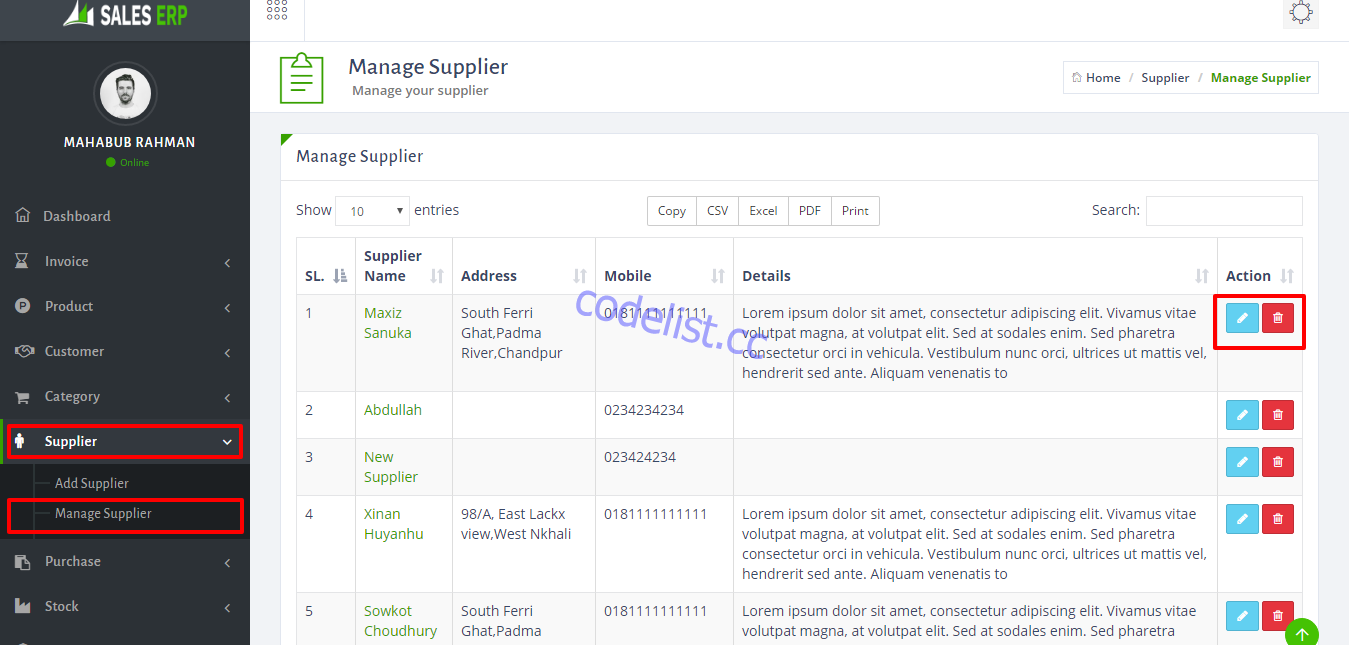 SALES ERP
MAHABUB RAHMAN
Online
Dashboard
Invoice
Product
Customer
Category
Supplier
Add Supplier
Manage Supplier
Purchase
Stock
Manage Supplier
Manage your supplier
Home / Supplier / Manage Supplier
Manage Supplier
Show 10 entries
Copy CSV Excel PDF Print
Search:
SL. Supplier Name Address Mobile Details Action
1 Maxiz Sanuka South Ferri Ghat,Padma River,Chandpur 0181111111111 Lorem ipsum dolor sit amet, consectetur adipiscing elit. Vivamus vitae
volutpat magna, at volutpat elit. Sed at sodales enim. Sed pharetra
consectetur orci in vehicula. Vestibulum nunc orci, ultrices ut mattis vel,
hendrerit sed ante. Aliquam venenatis to
2 Abdullah 0234234234
3 New Supplier 023424234
4 Xinan Huyanhu 98/A, East Lackx view,West Nkhali 0181111111111 Lorem ipsum dolor sit amet, consectetur adipiscing elit. Vivamus vitae
volutpat magna, at volutpat elit. Sed at sodales enim. Sed pharetra
consectetur orci in vehicula. Vestibulum nunc orci, ultrices ut mattis vel,
hendrerit sed ante. Aliquam venenatis to
5 Sowkot Choudhury South Ferri Ghat,Padma 0181111111111 Lorem ipsum dolor sit amet, consectetur adipiscing elit. Vivamus vitae
volutpat magna, at volutpat elit. Sed at sodales enim. Sed pharetra
codelist.cc